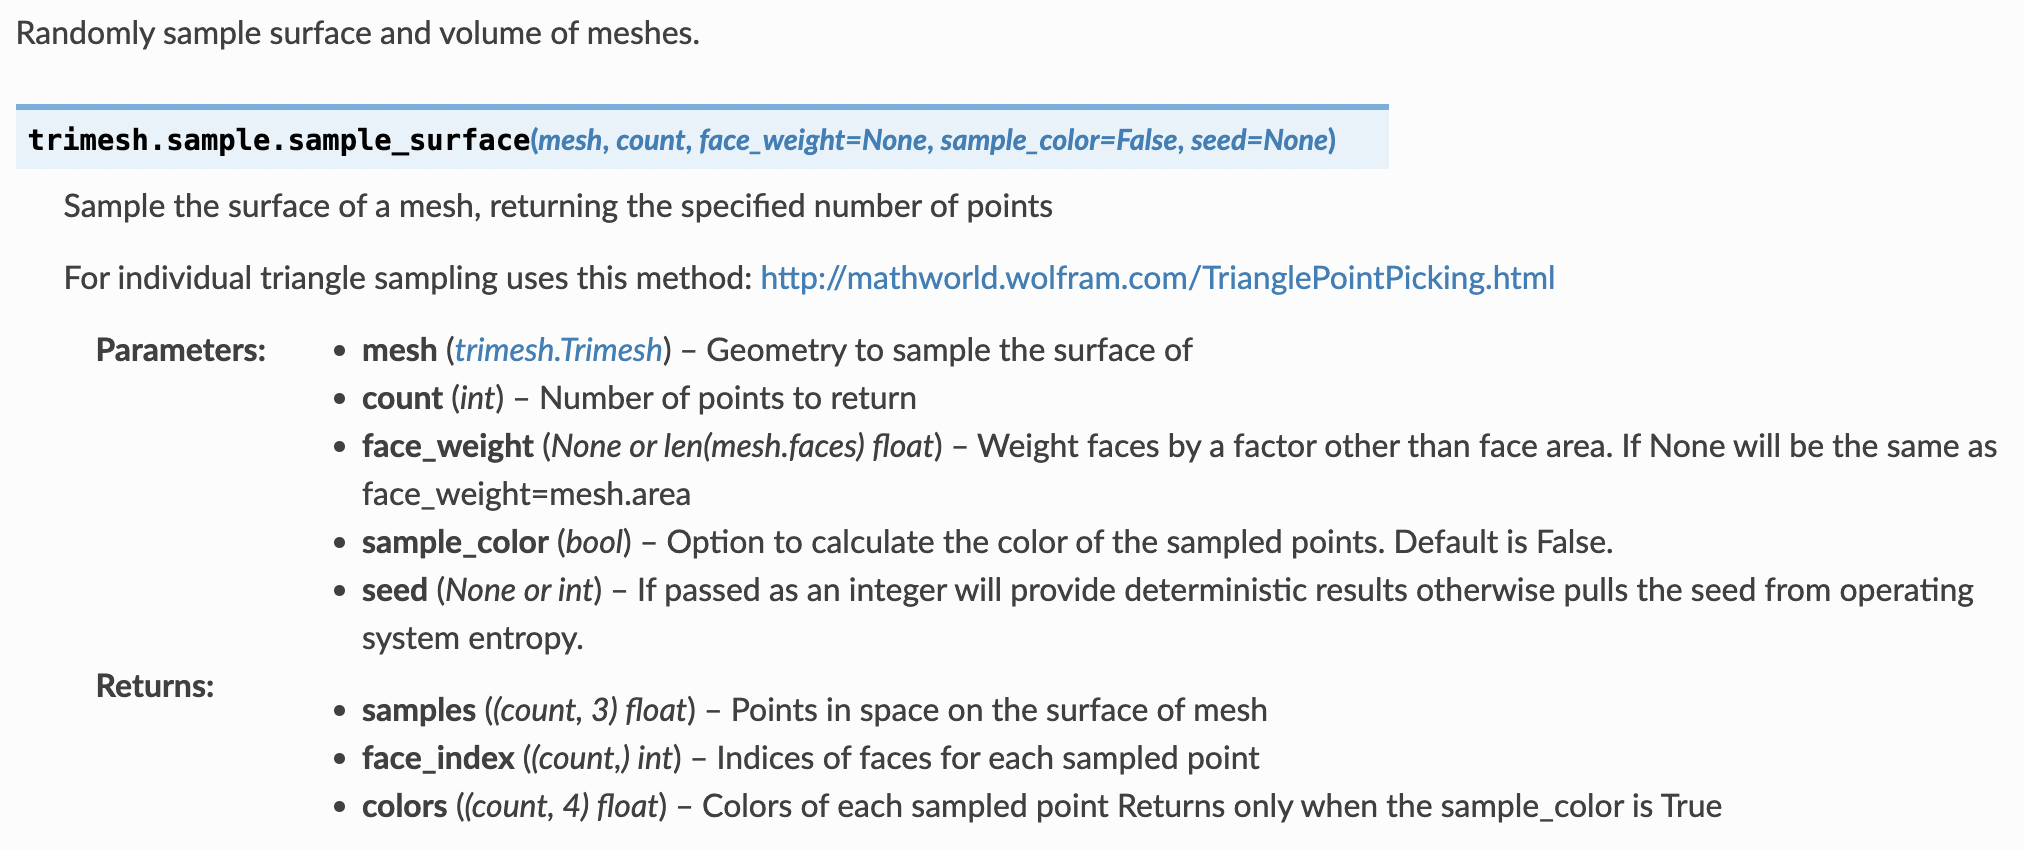 Randomly sample surface and volume of meshes.
trimesh.sample.sample_surface(mesh, count, face_weight=None, sample_color=False, seed=None)
Sample the surface of a mesh, returning the specified number of points
For individual triangle sampling uses this method: http://mathworld.wolfram.com/TrianglePointPicking.html
Parameters:
• mesh (trimesh.Trimesh) – Geometry to sample the surface of
• count (int) – Number of points to return
• face_weight (None or len(mesh.faces) float) – Weight faces by a factor other than face area. If None will be the same as
face_weight=mesh.area
• sample_color (bool) – Option to calculate the color of the sampled points. Default is False.
• seed (None or int) – If passed as an integer will provide deterministic results otherwise pulls the seed from operating
system entropy.
Returns:
• samples ((count, 3) float) – Points in space on the surface of mesh
• face_index ((count,) int) – Indices of faces for each sampled point
• colors ((count, 4) float) – Colors of each sampled point Returns only when the sample_color is True